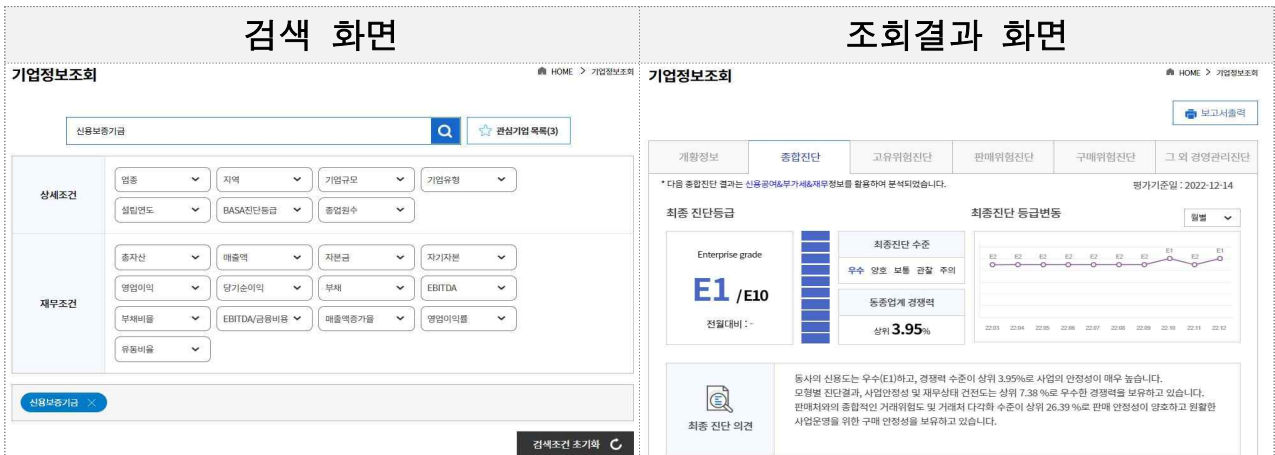 검색 화면
조회결과 화면
기업정보조회
HOME > 기업정보조회
신용보증기금
관심기업 목록(3)
상세조건
업종
지역
기업규모
기업유형
설립연도
BASA진단등급
종업원수
재무조건
총자산
매출액
자본금
자기자본
영업이익
당기순이익
부채
EBITDA
부채비율
EBITDA/금융비용
매출액증가율
영업이익률
유동비율
신용보증기금 ×
검색조건 초기화
기업정보조회
HOME > 기업정보조회
보고서출력
개황정보
종합진단
고유위험진단
판매위험진단
구매위험진단
그 외 경영관리진단
* 다음 종합진단 결과는 신용공여&부가세&재무정보를 활용하여 분석되었습니다.
평가기준일 : 2022-12-14
최종 진단등급
Enterprise grade
E1 /E10
전월대비 : -
최종진단 수준
우수 양호 보통 관찰 주의
동종업계 경쟁력
상위 3.95%
최종진단 등급변동
월별
E2 E2 E2 E2 E2 E2 E2 E1 E2 E1
22.03 22.04 22.05 22.06 22.07 22.08 22.09 22.10 22.11 22.12
최종 진단 의견
동사의 신용도는 우수(E1)하고, 경쟁력 수준이 상위 3.95%로 사업의 안정성이 매우 높습니다.
모형별 진단결과, 사업안정성 및 재무상태 건전도는 상위 7.38 %로 우수한 경쟁력을 보유하고 있습니다.
판매처와의 종합적인 거래위험도 및 거래처 다각화 수준이 상위 26.39 %로 판매 안정성이 양호하고 원활한
사업운영을 위한 구매 안정성을 보유하고 있습니다.